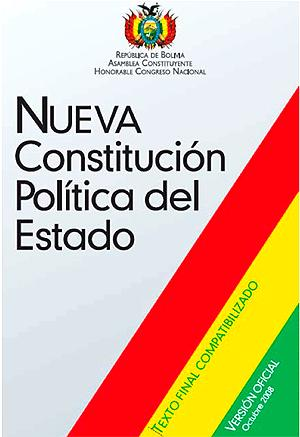 República de Bolivia
Asamblea Constituyente
Honorable Congreso Nacional
NUEVA
Constitución
Política del
Estado
TEXTO FINAL COMPATIBILIZADO
VERSIÓN OFICIAL
Octubre 2008